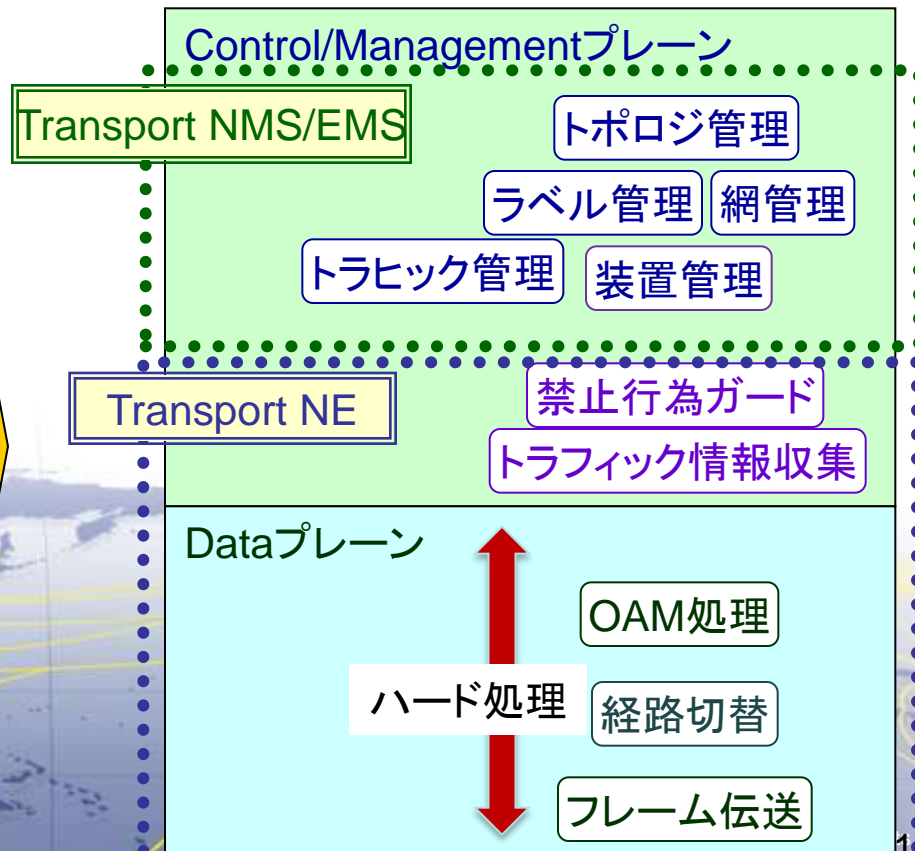 Control/Managementプレーン
Transport NMS/EMS
トポロジ管理
ラベル管理
網管理
トラヒック管理
装置管理
Transport NE
禁止行為ガード
トラフィック情報収集
Dataプレーン
OAM処理
ハード処理
経路切替
フレーム伝送
1